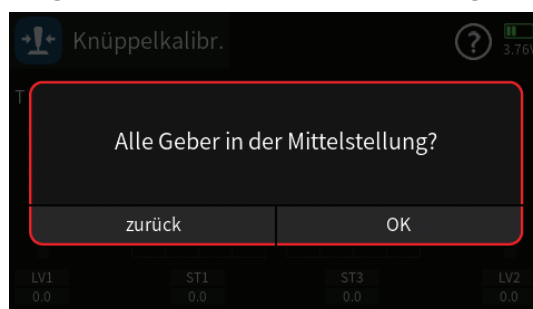 Knüppelkalibr.
?
3.76V
T
Alle Geber in der Mittelstellung?
zurück
OK
LV1
ST1
ST3
LV2
0.0
0.0
0.0
0.0